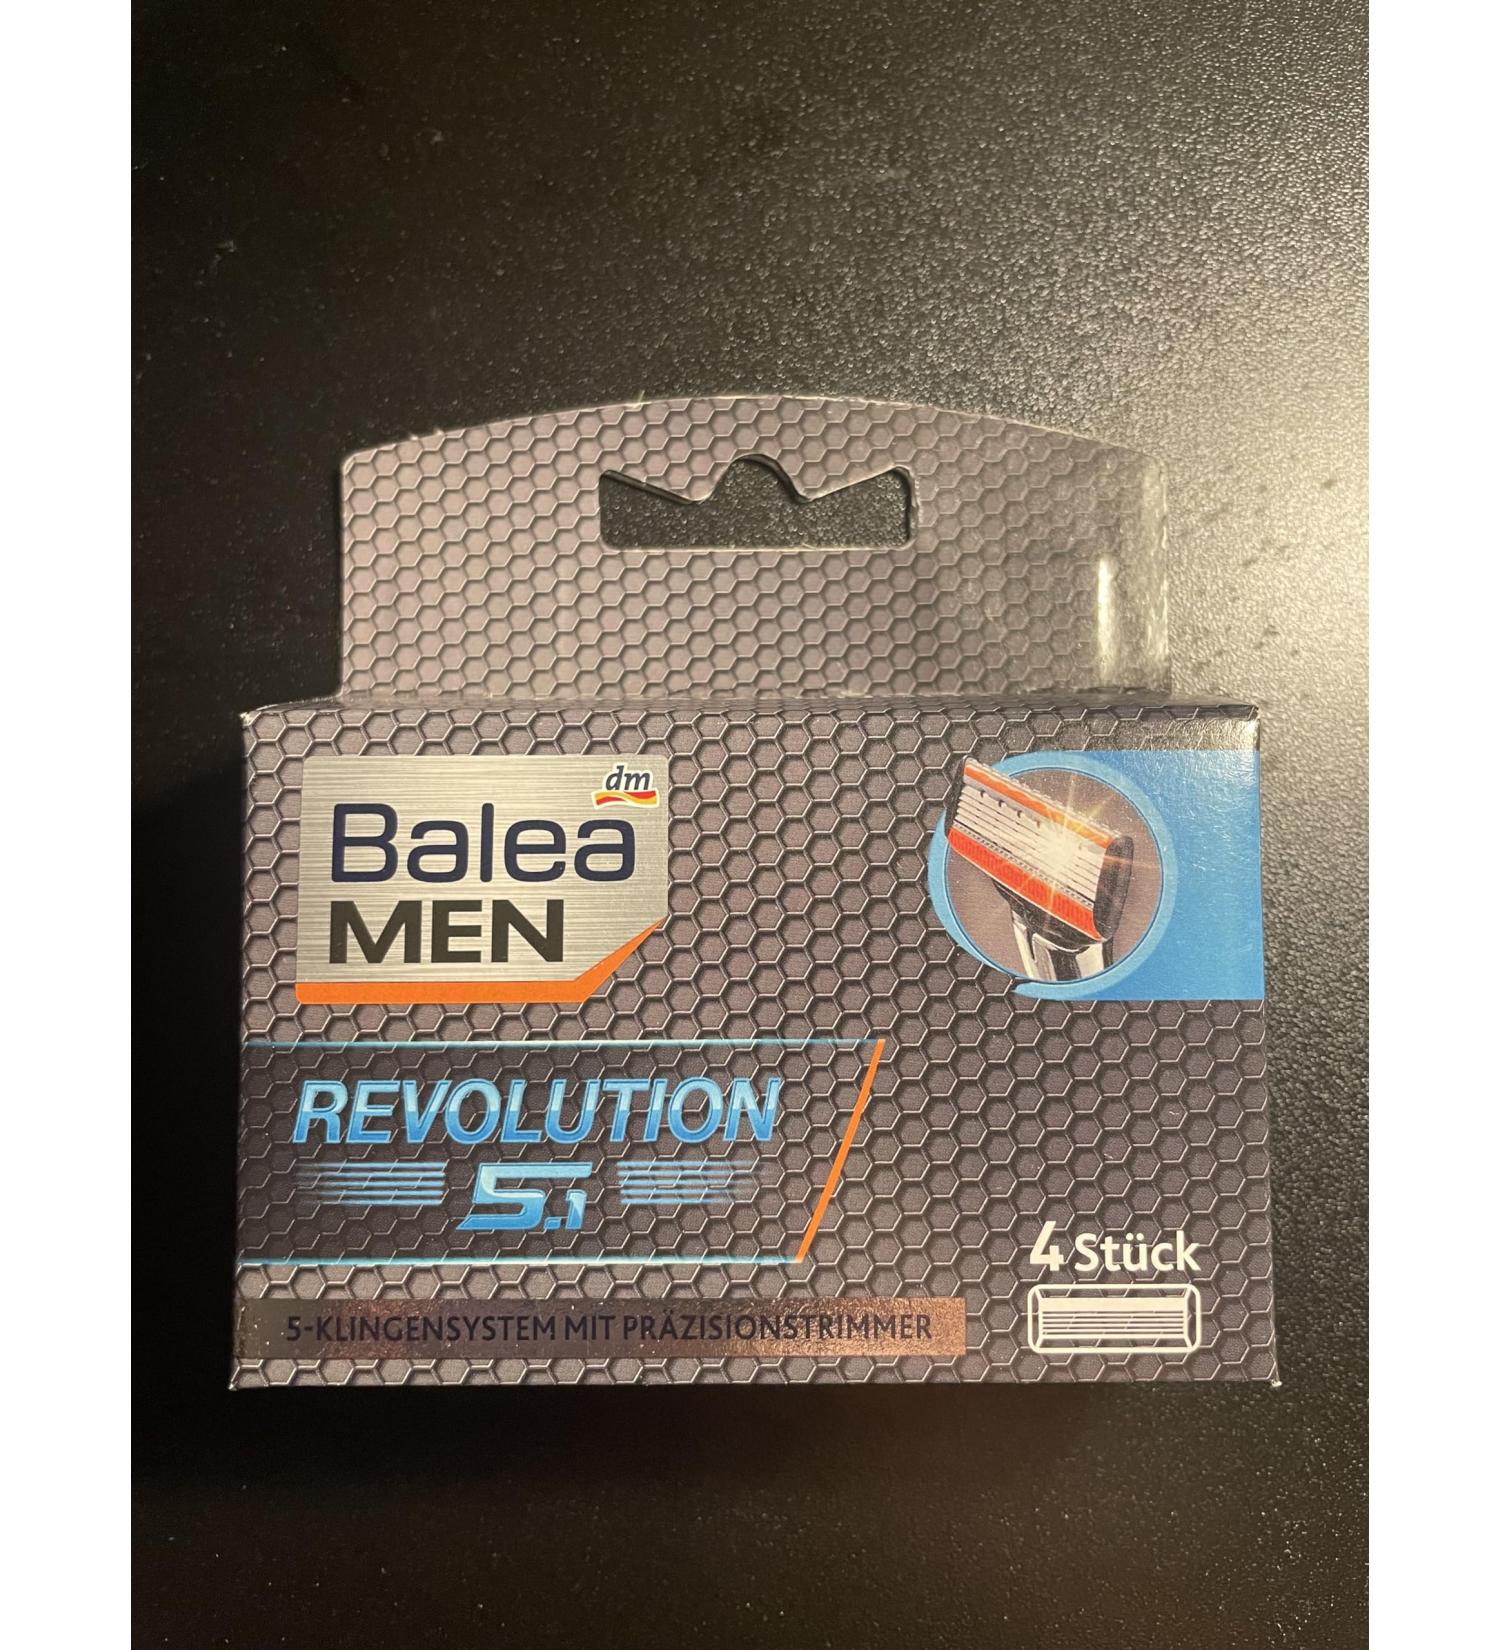 dm
Balea
MEN
REVOLUTION
5.1
4 Stück
5-KLINGENSYSTEM MIT PRÄZISIONSTRIMMER